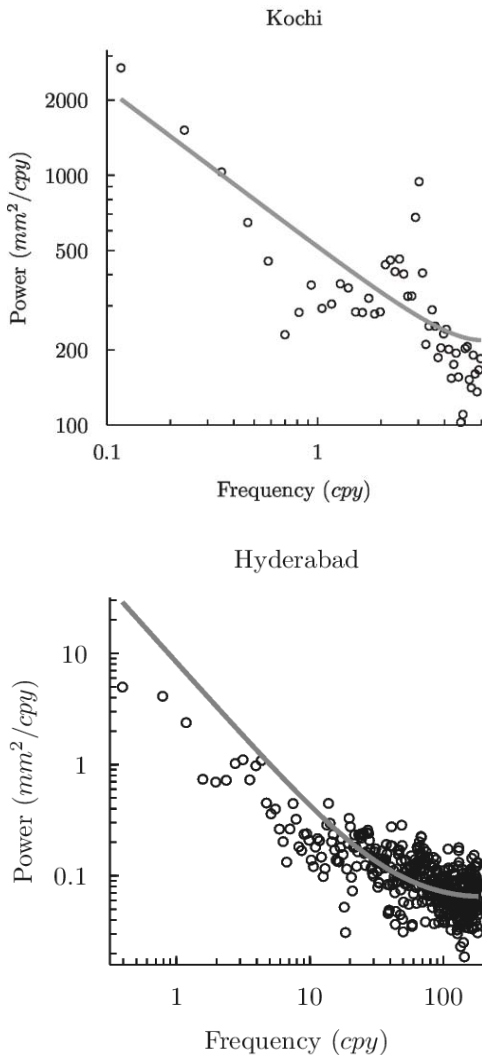 Kochi
Power (mm²/cpy)
2000
1000
500
200
100
0.1
1
Frequency (cpy)
Hyderabad
Power (mm²/cpy)
10
1
0.1
1
10
100
Frequency (cpy)